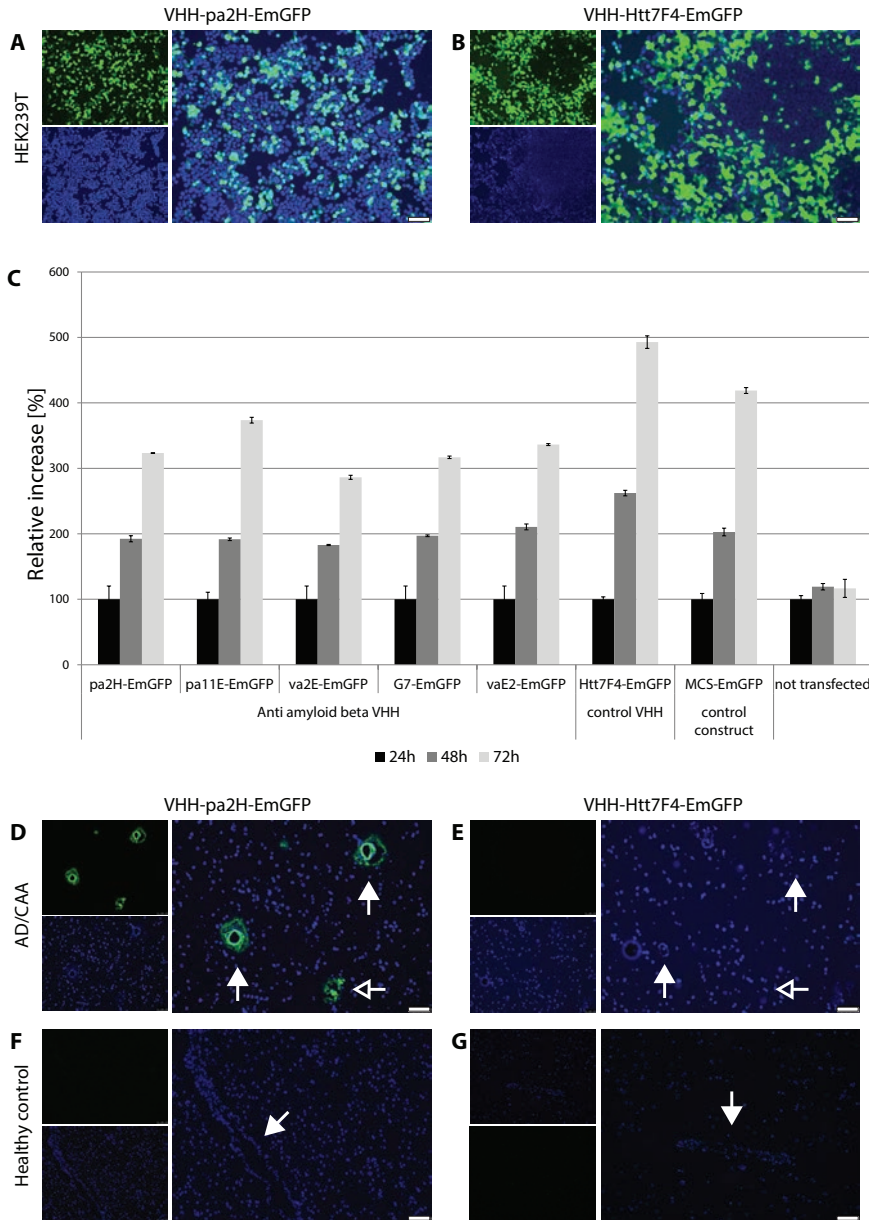 VHH-pa2H-EmGFP
VHH-Htt7F4-EmGFP
A
B
HEK239T
C
Relative increase [%]
600
500
400
300
200
100
0
pa2H-EmGFP
pa11E-EmGFP
va2E-EmGFP
G7-EmGFP
vaE2-EmGFP
Htt7F4-EmGFP
MCS-EmGFP
not transfected
Anti amyloid beta VHH
control VHH
control
construct
24h
48h
72h
VHH-pa2H-EmGFP
VHH-Htt7F4-EmGFP
D
E
AD/CAA
F
G
Healthy control